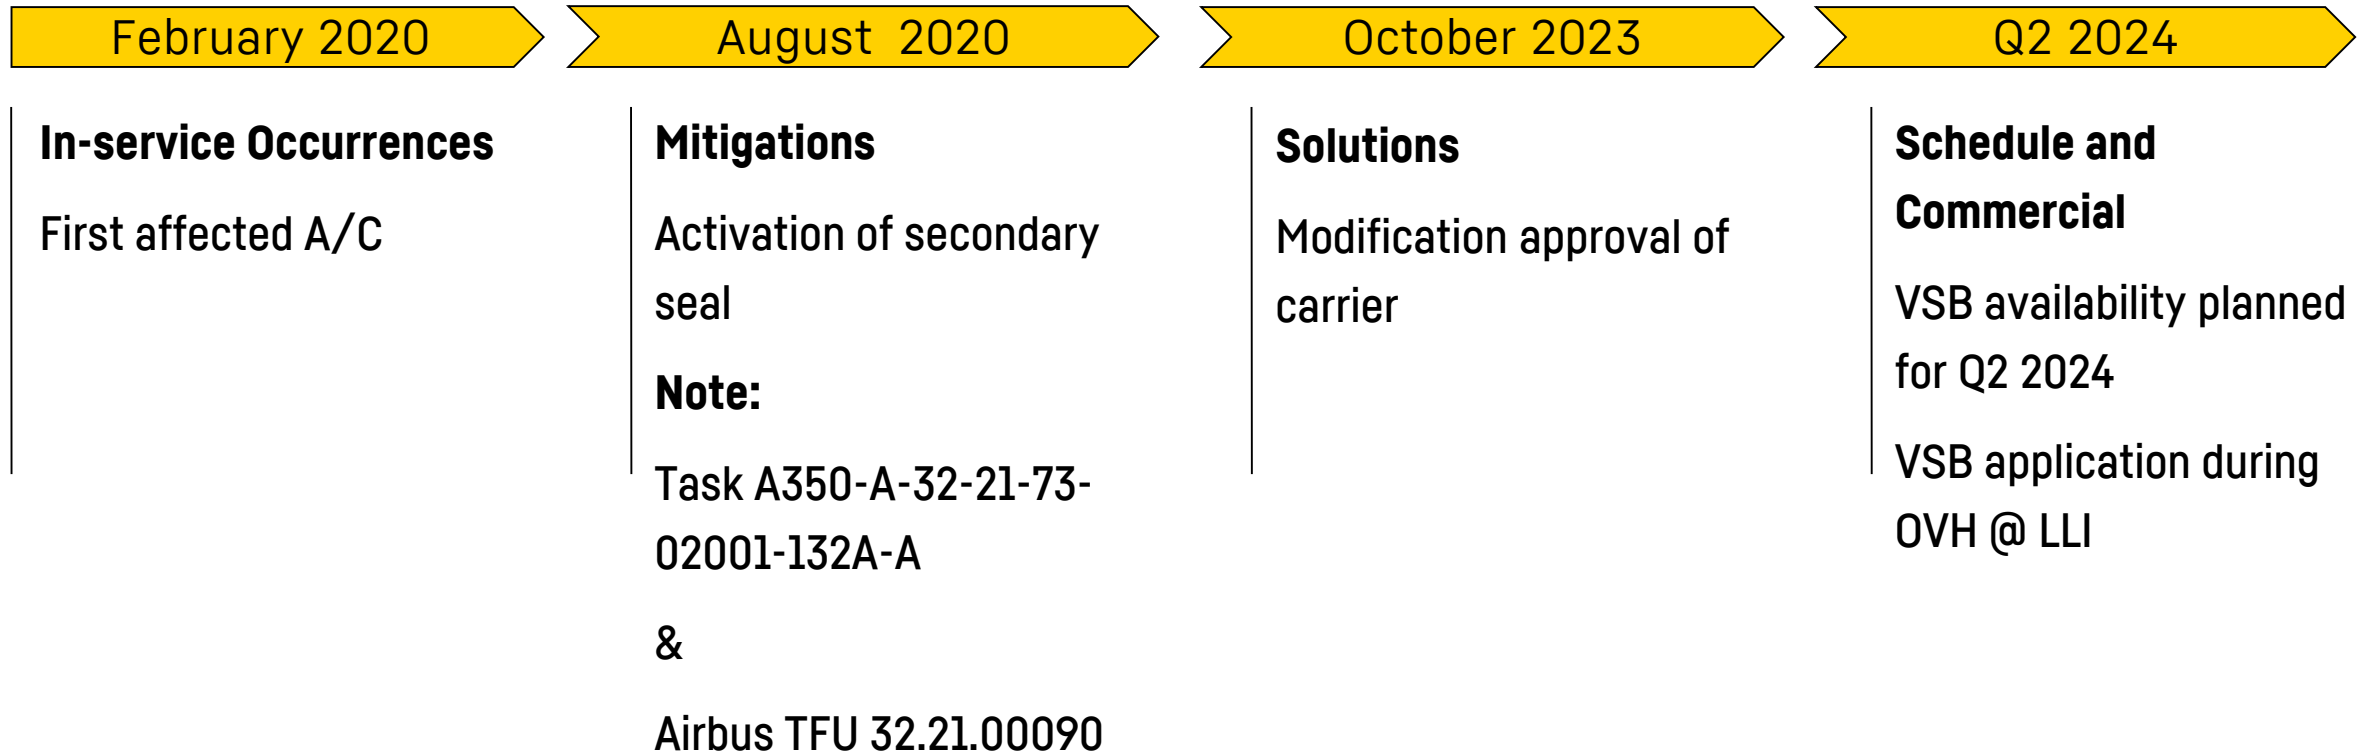 February 2020
August  2020
October 2023
Q2 2024
In-service Occurrences
First affected A/C
Mitigations
Activation of secondary
seal
Note:
Task A350-A-32-21-73-
02001-132A-A
&
Airbus TFU 32.21.00090
Solutions
Modification approval of
carrier
Schedule and
Commercial
VSB availability planned
for Q2 2024
VSB application during
OVH @ LLI